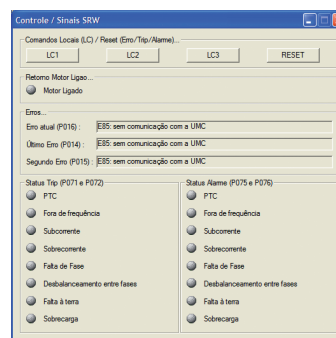 Controle / Sinais SRW
Comandos Locais (LC) / Reset (Erro/Trip/Alarme)...
LC1 LC2 LC3 RESET
Retorno Motor Ligao...
Motor Ligado
Erros...
Erro atual (P016) : E85: sem comunicação com a UMC
Último Erro (P014) : E85: sem comunicação com a UMC
Segundo Erro (P015) : E85: sem comunicação com a UMC
Status Trip (P071 e P072)
PTC
Fora de frequência
Subcorrente
Sobrecorrente
Falta de Fase
Desbalanceamento entre fases
Falta à terra
Sobrecarga
Status Alarme (P075 e P076)
PTC
Fora de frequência
Subcorrente
Sobrecorrente
Falta de Fase
Desbalanceamento entre fases
Falta à terra
Sobrecarga